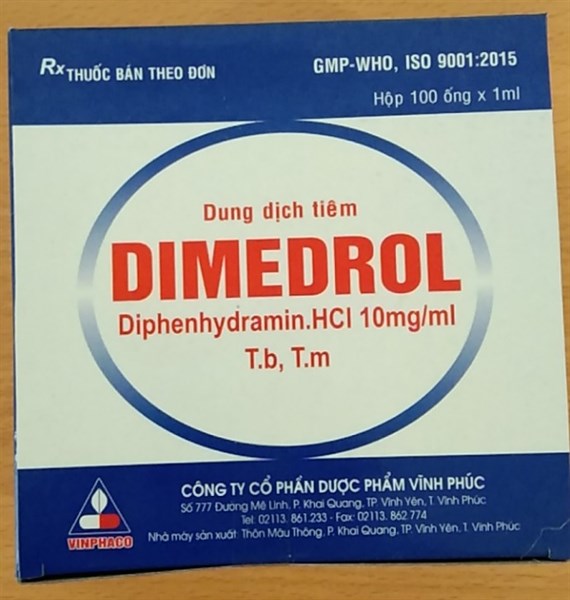 Rx THUỐC BÁN THEO ĐƠN
GMP-WHO, ISO 9001:2015
Hộp 100 ống x 1ml
Dung dịch tiêm
DIMEDROL
Diphenhydramin.HCl 10mg/ml
T.b, T.m
CÔNG TY CỔ PHẦN DƯỢC PHẨM VĨNH PHÚC
Số 777 Đường Mê Linh, P. Khai Quang, TP. Vĩnh Yên, T. Vĩnh Phúc
Tel: 02113. 861.233 - Fax: 02113. 862.774
Nhà máy sản xuất: Thôn Mậu Thông, P. Khai Quang, TP. Vĩnh Yên, T. Vĩnh Phúc
VINPHACO